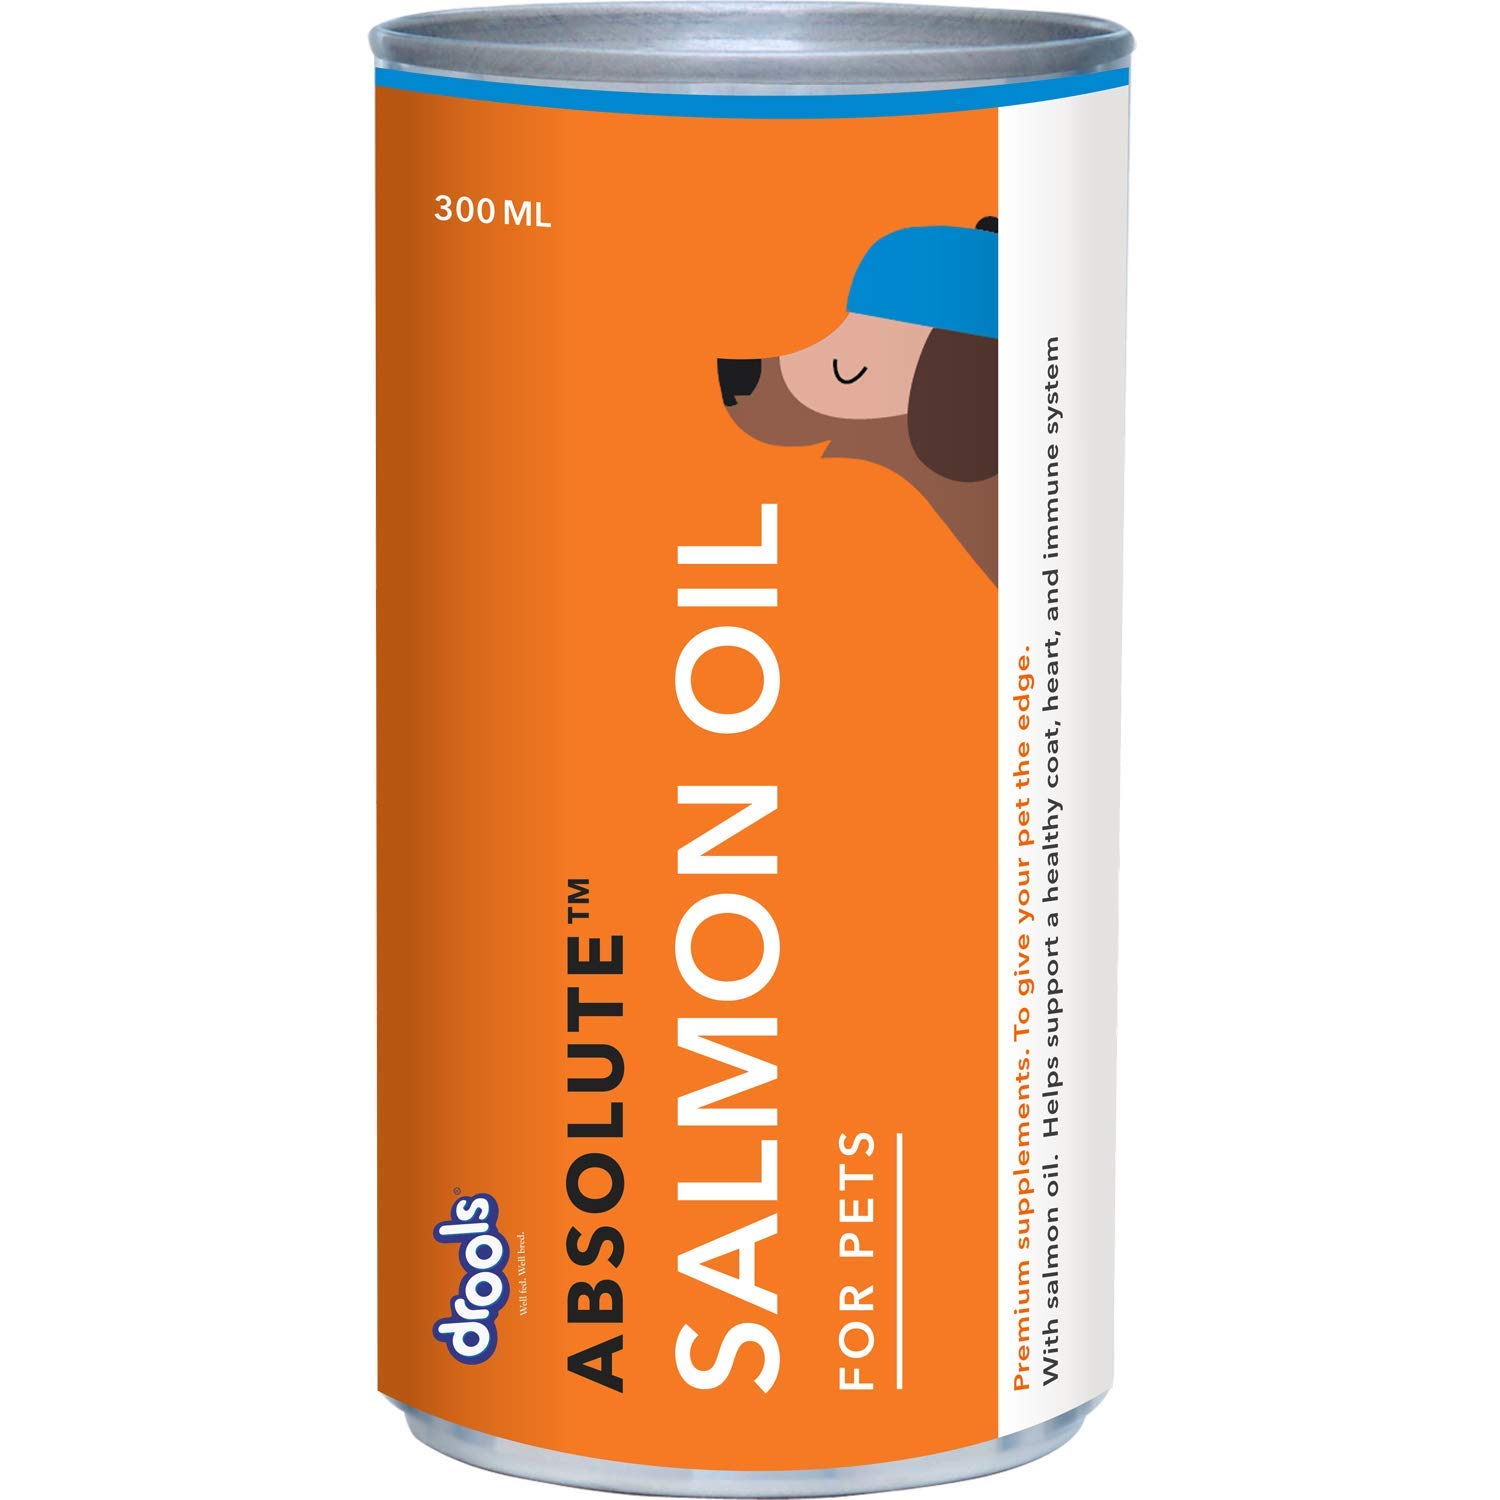 300 ML
drools®
Well fed. Well bred.
ABSOLUTE™
SALMON OIL
FOR PETS
Premium supplements. To give your pet the edge.
With salmon oil. Helps support a healthy coat, heart, and immune system